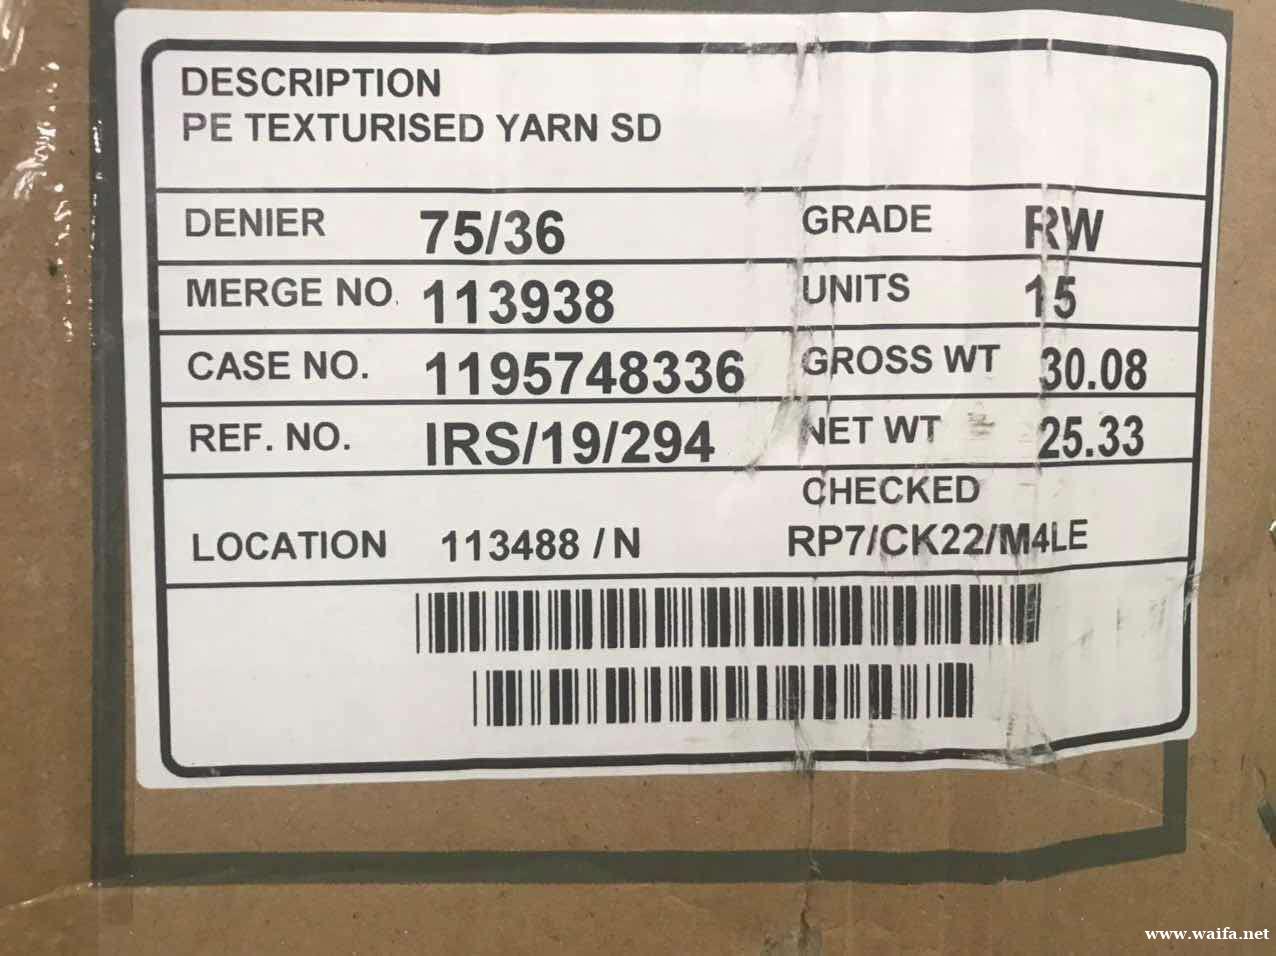 DESCRIPTION
PE TEXTURISED YARN SD
DENIER 75/36 GRADE RW
MERGE NO. 113938 UNITS 15
CASE NO. 1195748336 GROSS WT 30.08
REF. NO. IRS/19/294 NET WT 25.33
CHECKED
LOCATION 113488 / N RP7/CK22/M4LE
www.waifa.net